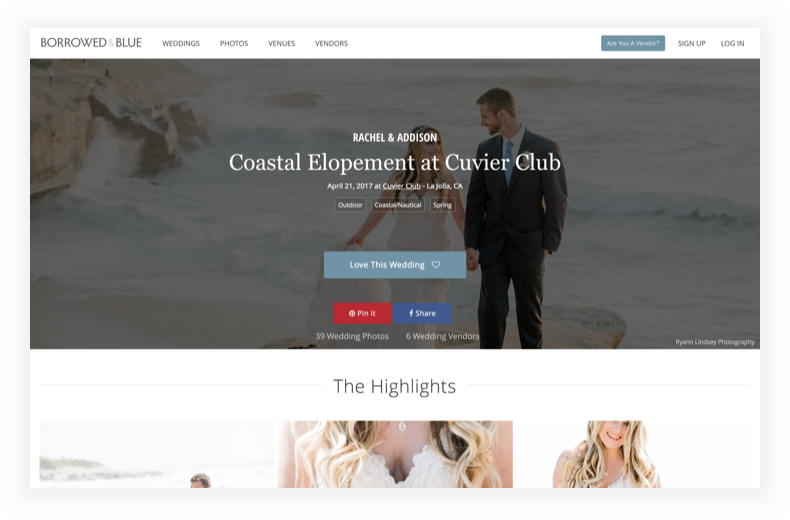 BORROWED & BLUE WEDDINGS PHOTOS VENUES VENDORS Are You A Vendor? SIGN UP LOG IN
RACHEL & ADDISON
Coastal Elopement at Cuvier Club
April 21, 2017 at Cuvier Club - La Jolla, CA
Outdoor Coastal/Nautical Spring
Love This Wedding
Pin it Share
39 Wedding Photos 6 Wedding Vendors
Ryann Lindsey Photography
The Highlights